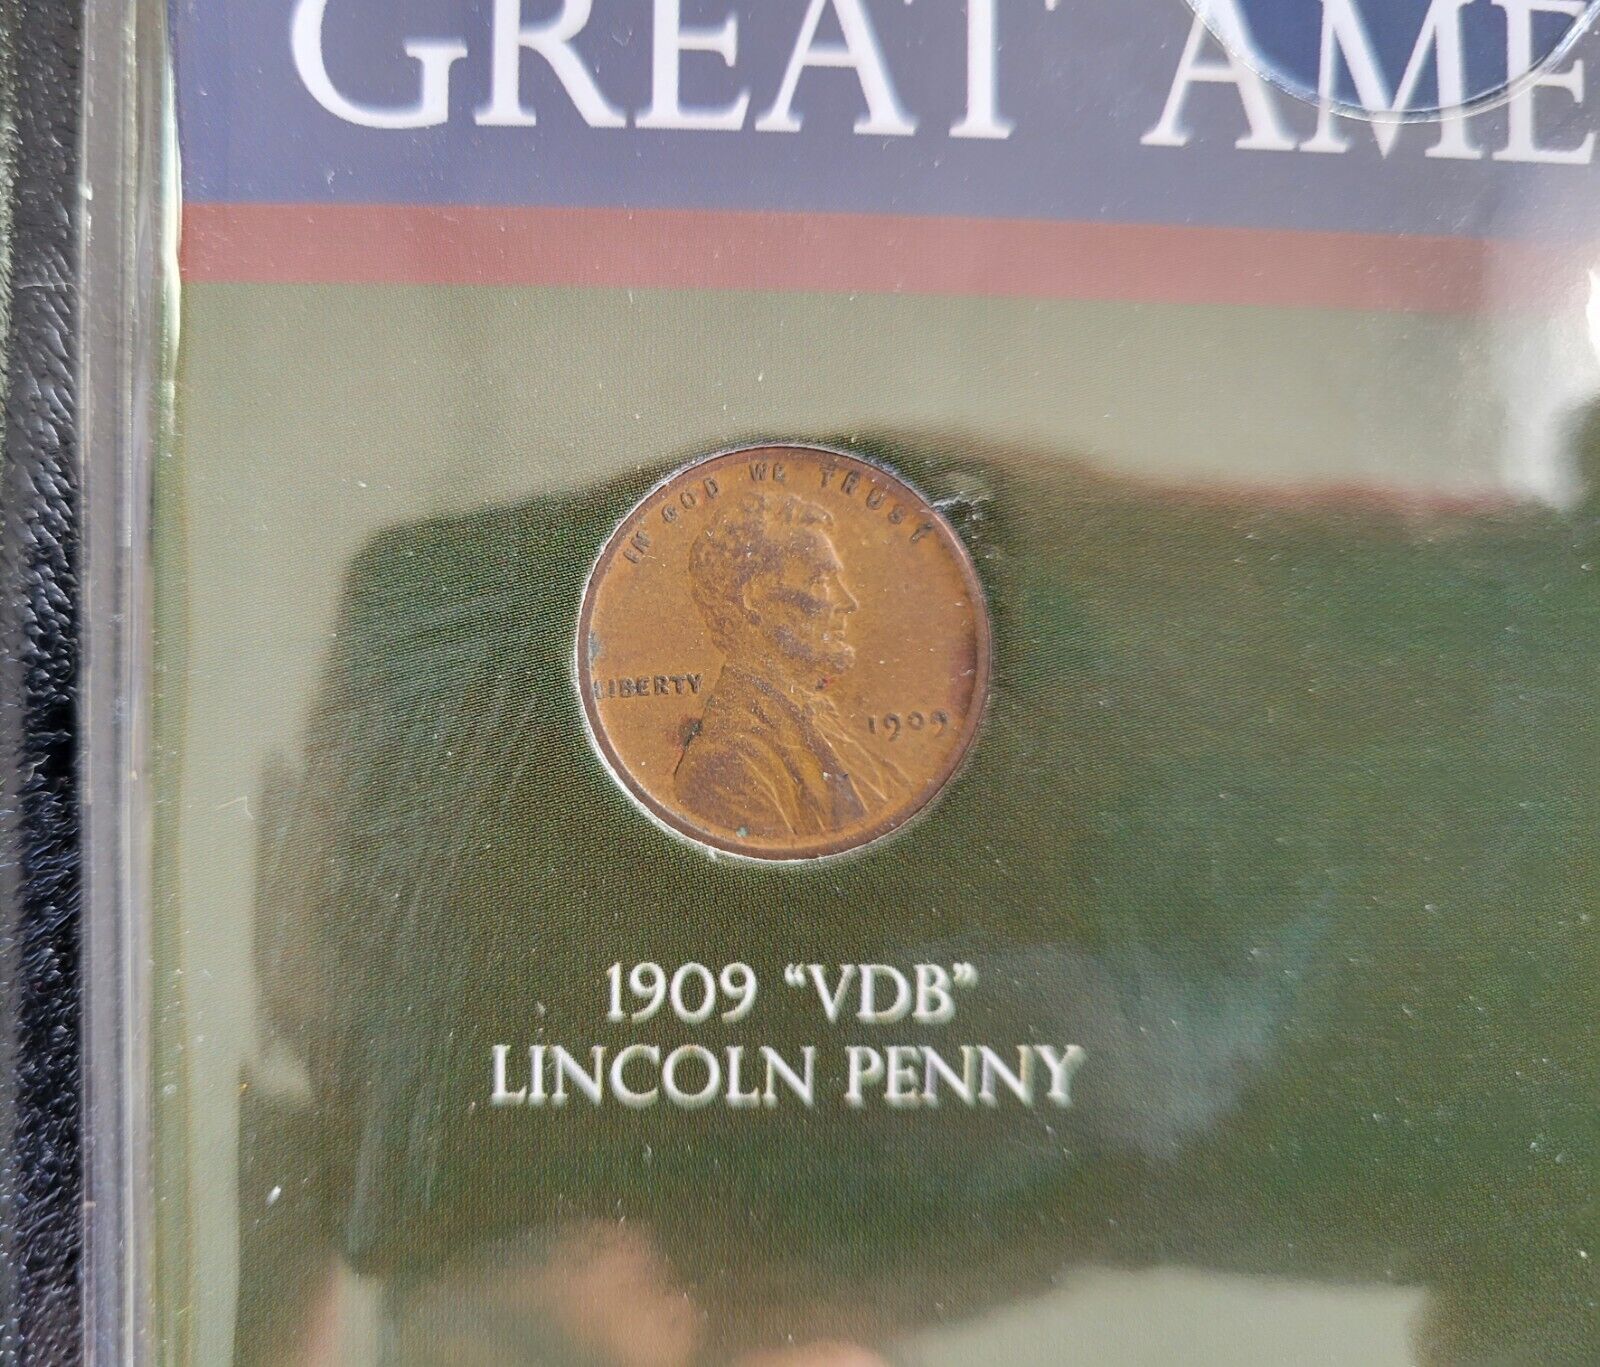 GREAT AME
IN GOD WE TRUST
LIBERTY
1909
1909 “VDB”
LINCOLN PENNY